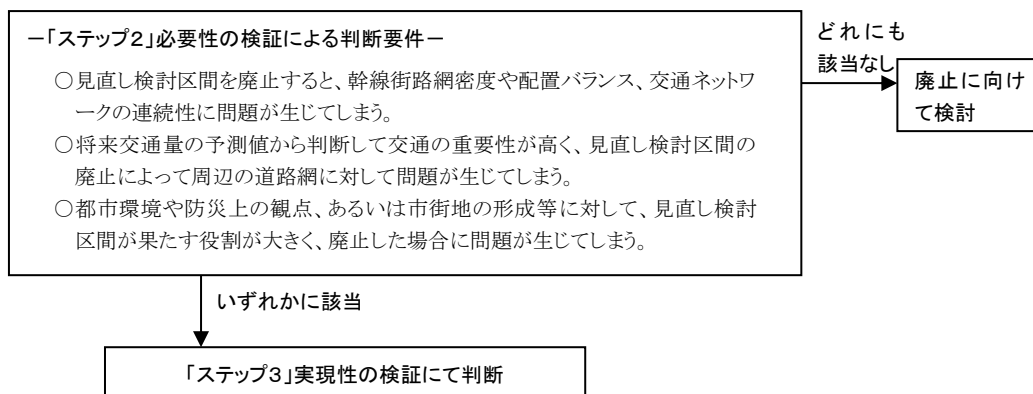 －「ステップ2」必要性の検証による判断要件－
○見直し検討区間を廃止すると、幹線街路網密度や配置バランス、交通ネットワ
ークの連続性に問題が生じてしまう。
○将来交通量の予測値から判断して交通の重要性が高く、見直し検討区間の
廃止によって周辺の道路網に対して問題が生じてしまう。
○都市環境や防災上の観点、あるいは市街地の形成等に対して、見直し検討
区間が果たす役割が大きく、廃止した場合に問題が生じてしまう。
どれにも
該当なし
廃止に向け
て検討
いずれかに該当
「ステップ3」実現性の検証にて判断